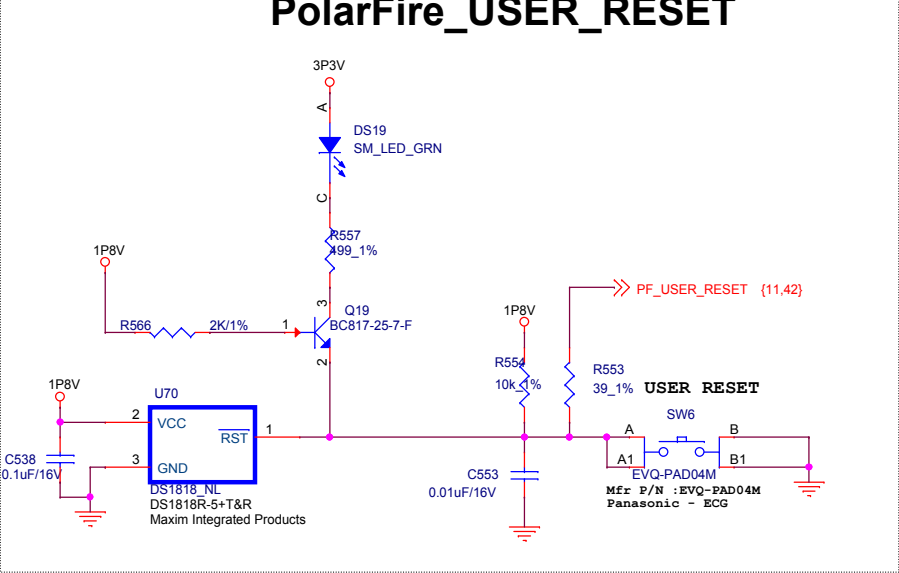 PolarFire_USER_RESET
3P3V
A
DS19
SM_LED_GRN
C
R557
499_1%
1P8V
3
Q19
BC817-25-7-F
R566
2K/1%
1
2
PF_USER_RESET {11,42}
1P8V
R554
10k_1%
R553
39_1%
USER RESET
SW6
A
B
A1
B1
EVQ-PAD04M
Mfr P/N :EVQ-PAD04M
Panasonic - ECG
1P8V
U70
2
VCC
RST
1
3
GND
C538
0.1uF/16V
DS1818_NL
DS1818R-5+T&R
Maxim Integrated Products
C553
0.01uF/16V